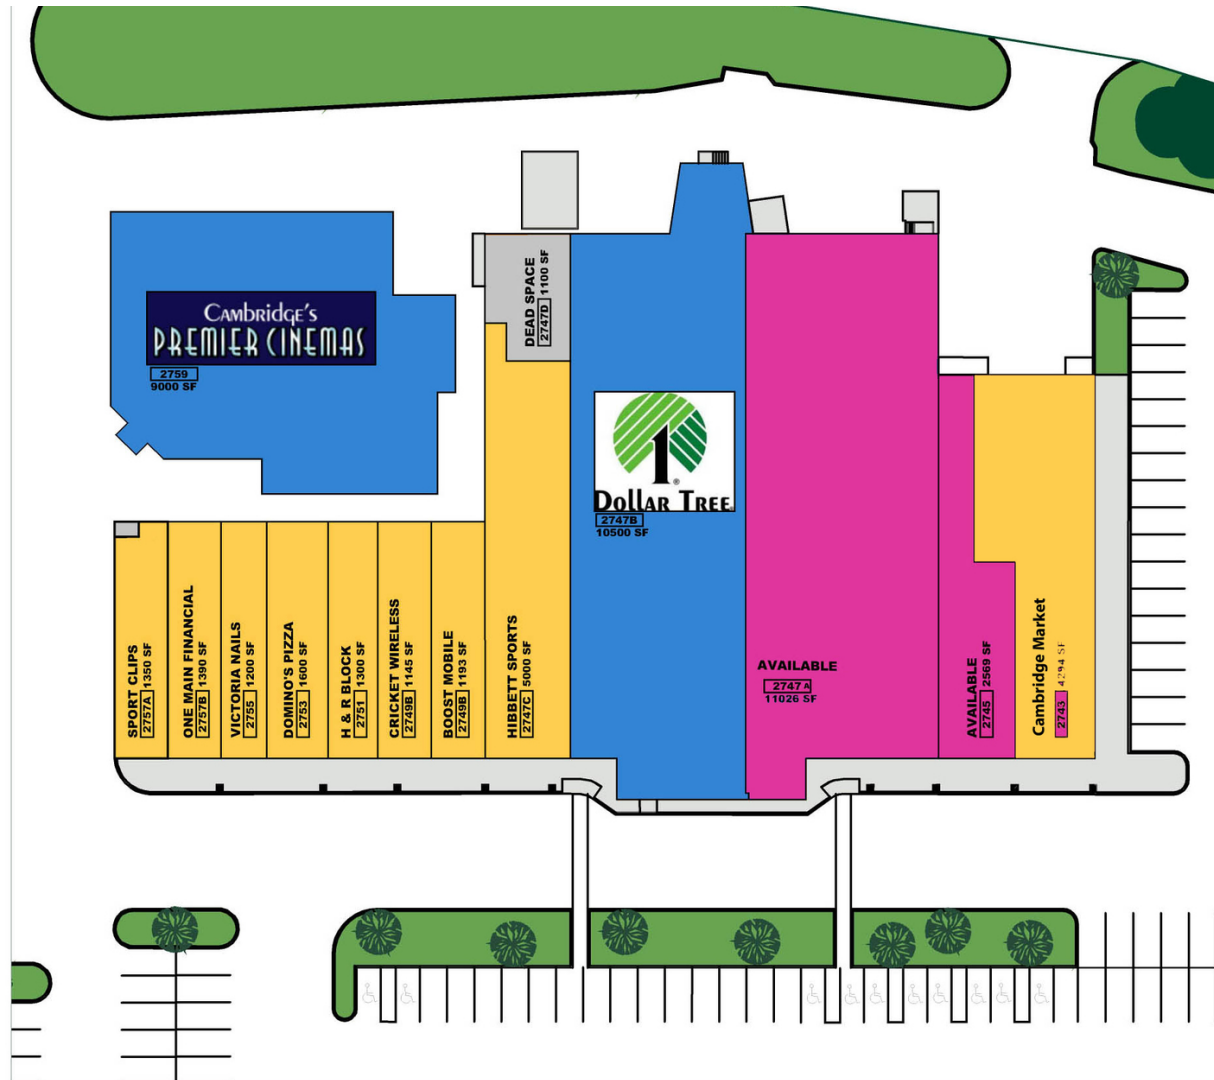 CAMBRIDGE'S
PREMIER CINEMAS
2759
9000 SF
DEAD SPACE
2747D 1100 SF
1
®
DOLLAR TREE
2747B
10500 SF
SPORT CLIPS
2757A 1350 SF
ONE MAIN FINANCIAL
2757B 1390 SF
VICTORIA NAILS
2755 1200 SF
DOMINO'S PIZZA
2753 1600 SF
H & R BLOCK
2751 1300 SF
CRICKET WIRELESS
2749B 1145 SF
BOOST MOBILE
2749B 1193 SF
HIBBETT SPORTS
2747C 5000 SF
AVAILABLE
2747 A
11026 SF
AVAILABLE
2745 2569 SF
Cambridge Market
2743 4294 SF